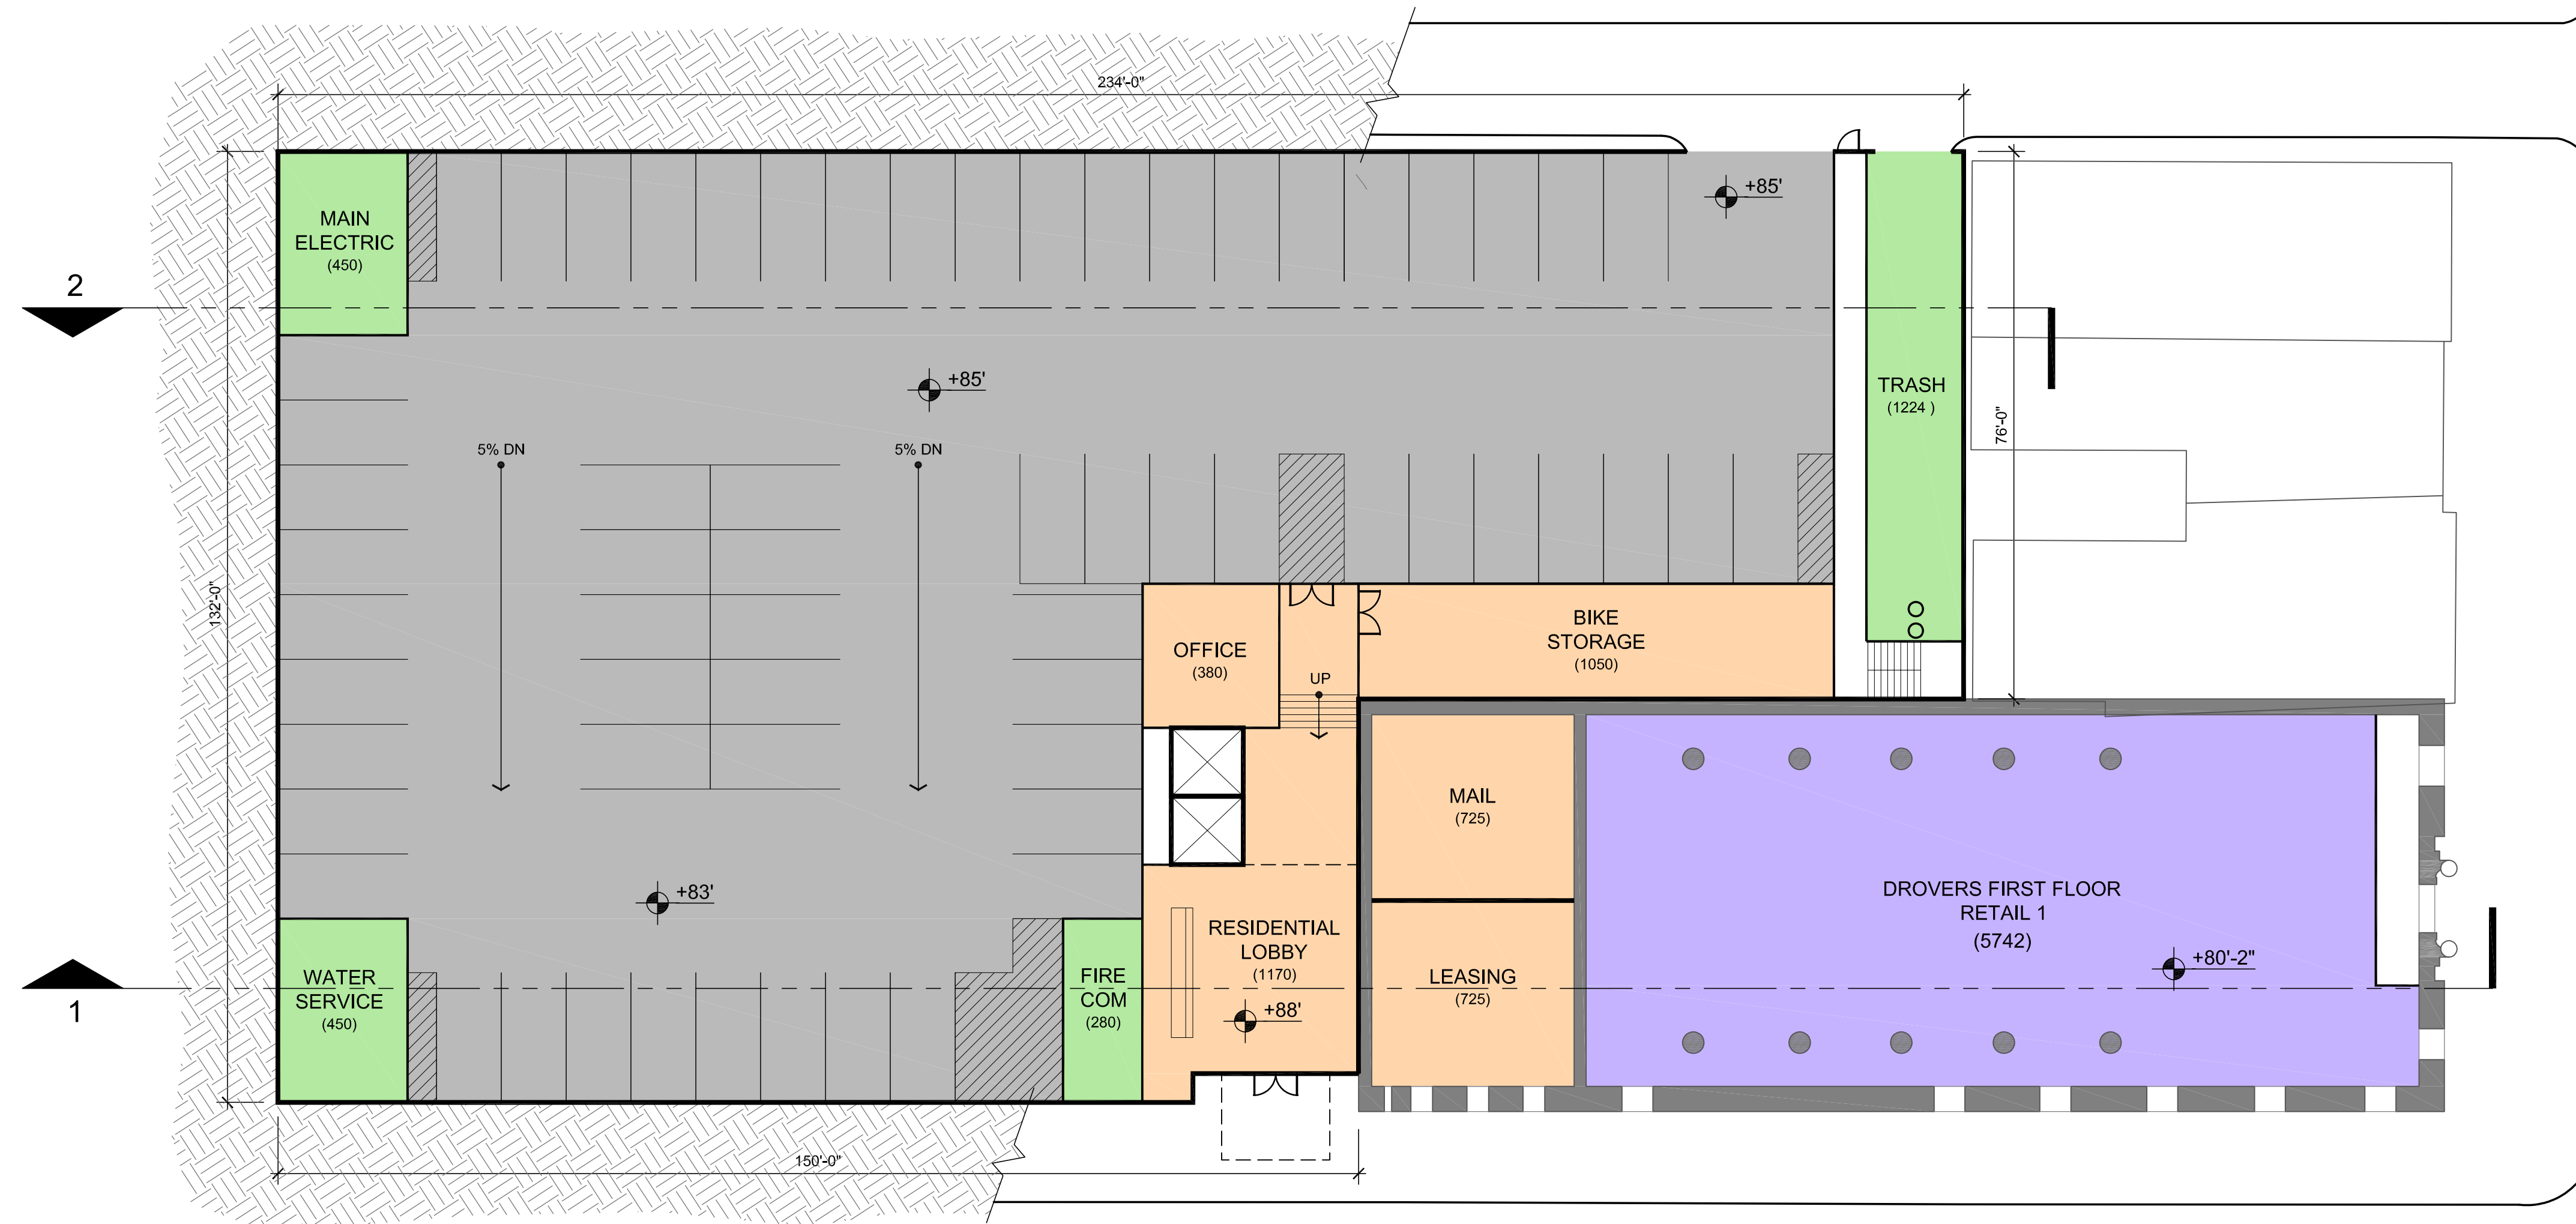 234'-0"
+85'
MAIN
ELECTRIC
(450)
2
+85'
TRASH
(1224 )
76'-0"
5% DN
5% DN
132'-0"
OFFICE
(380)
UP
BIKE
STORAGE
(1050)
MAIL
(725)
+83'
DROVERS FIRST FLOOR
RETAIL 1
(5742)
+80'-2"
RESIDENTIAL
LOBBY
(1170)
+88'
LEASING
(725)
WATER
SERVICE
(450)
FIRE
COM
(280)
1
150'-0"